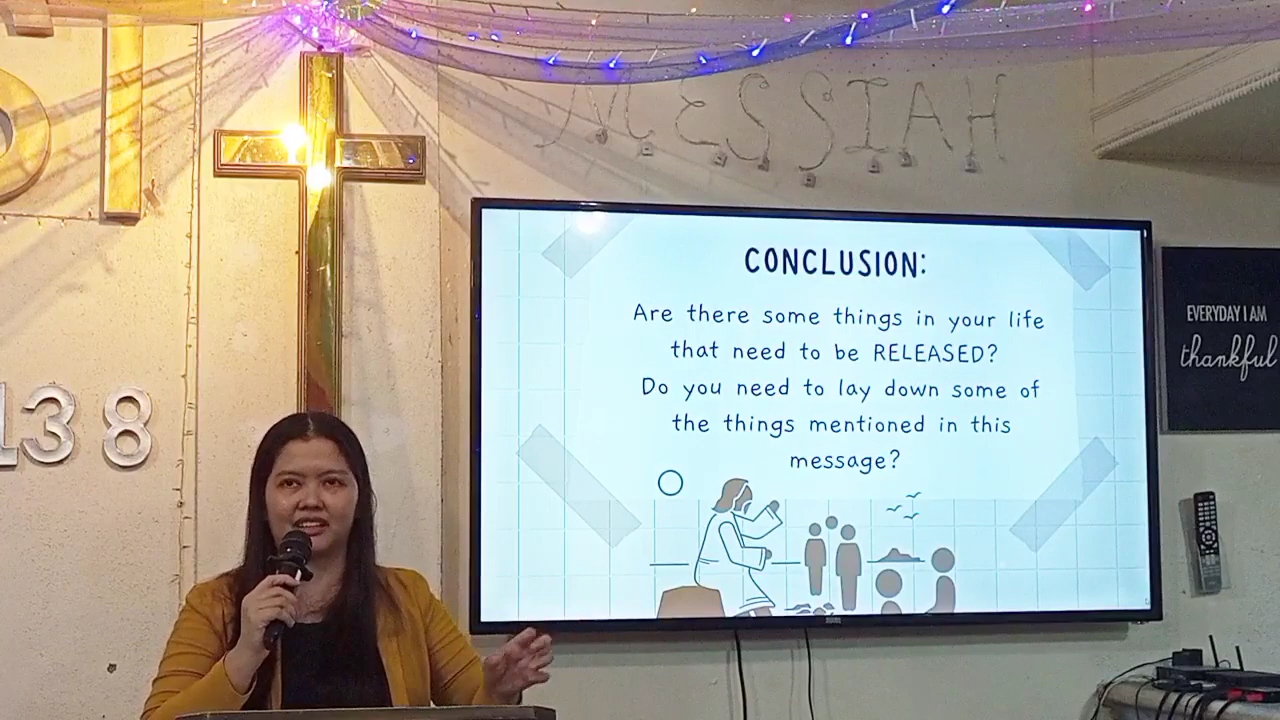 MESSIAH
CONCLUSION:
Are there some things in your life
that need to be RELEASED?
Do you need to lay down some of
the things mentioned in this
message?
EVERYDAY I AM
thankful
138